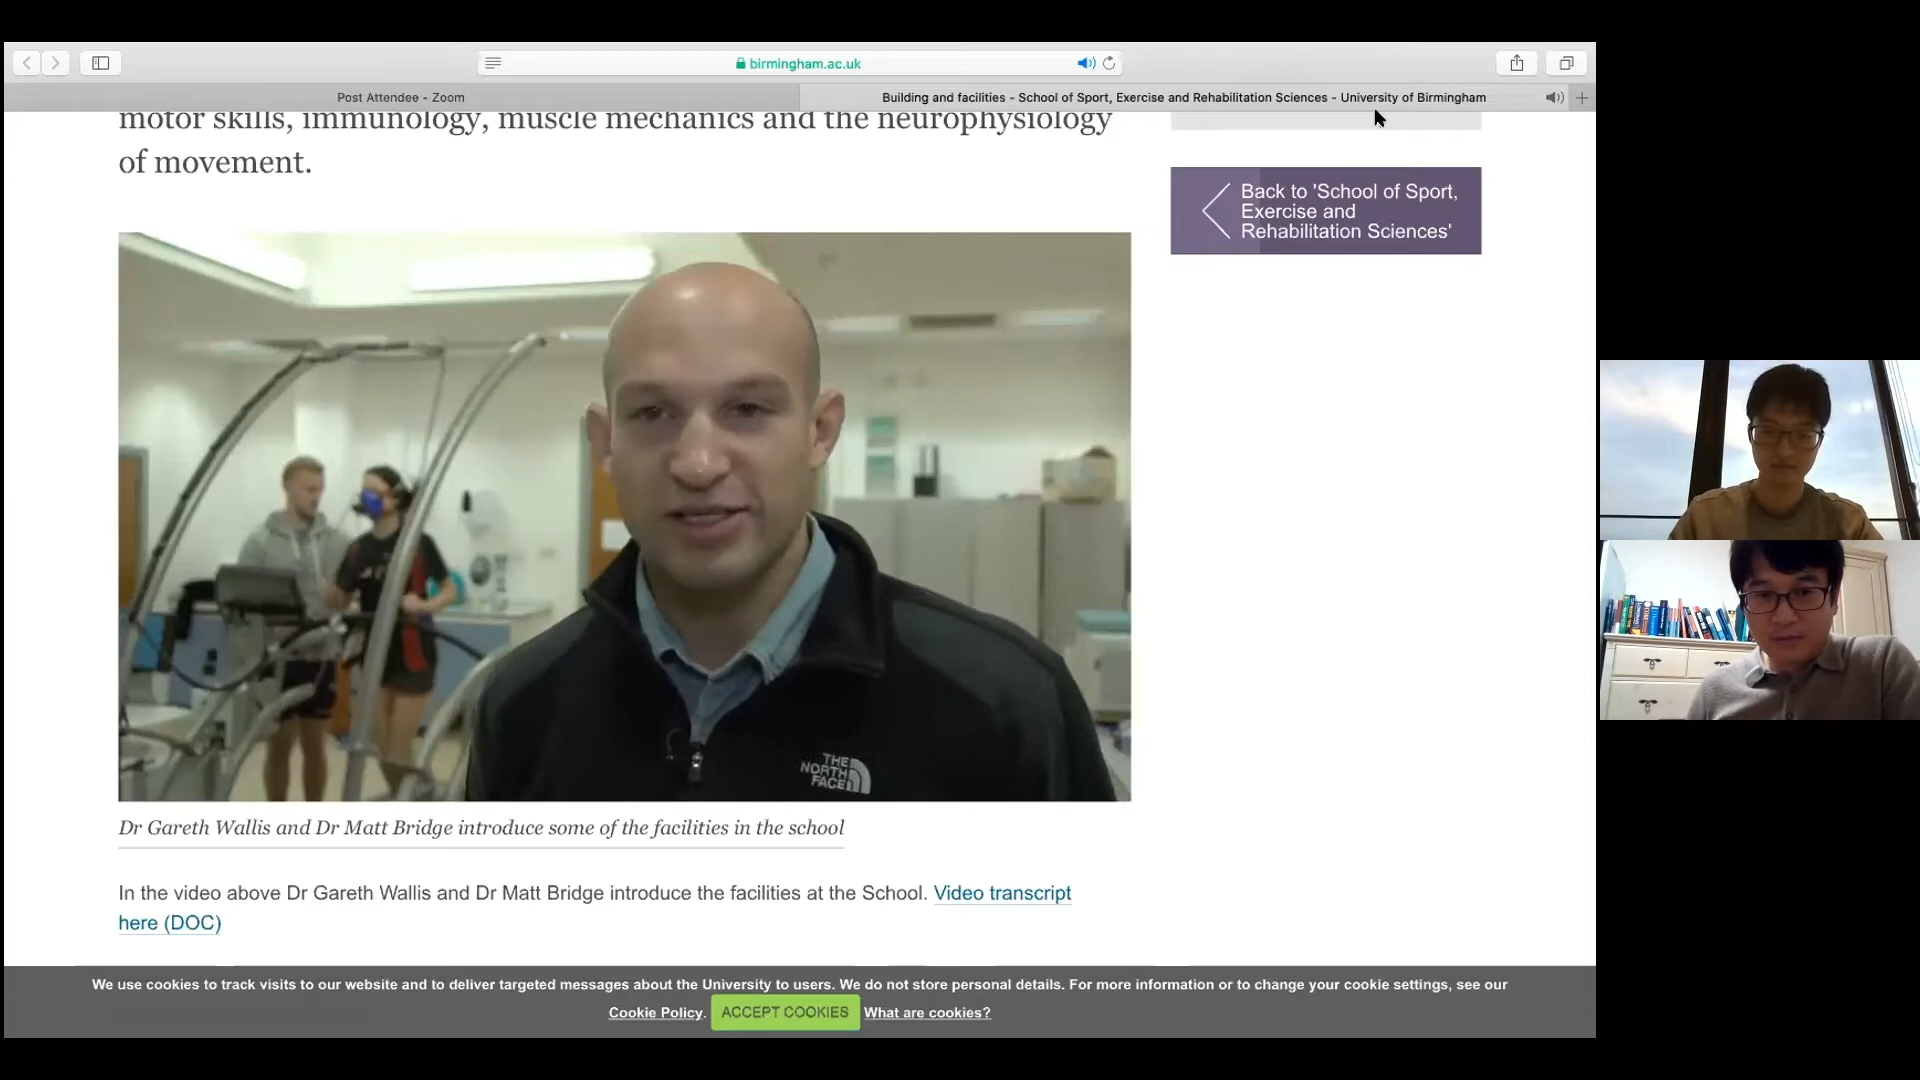 birmingham.ac.uk
Post Attendee - Zoom
Building and facilities - School of Sport, Exercise and Rehabilitation Sciences - University of Birmingham
motor skills, immunology, muscle mechanics and the neurophysiology
of movement.
Back to 'School of Sport,
Exercise and
Rehabilitation Sciences'
THE
NORTH
FACE
Dr Gareth Wallis and Dr Matt Bridge introduce some of the facilities in the school
In the video above Dr Gareth Wallis and Dr Matt Bridge introduce the facilities at the School. Video transcript
here (DOC)
We use cookies to track visits to our website and to deliver targeted messages about the University to users. We do not store personal details. For more information or to change your cookie settings, see our
Cookie Policy. ACCEPT COOKIES What are cookies?